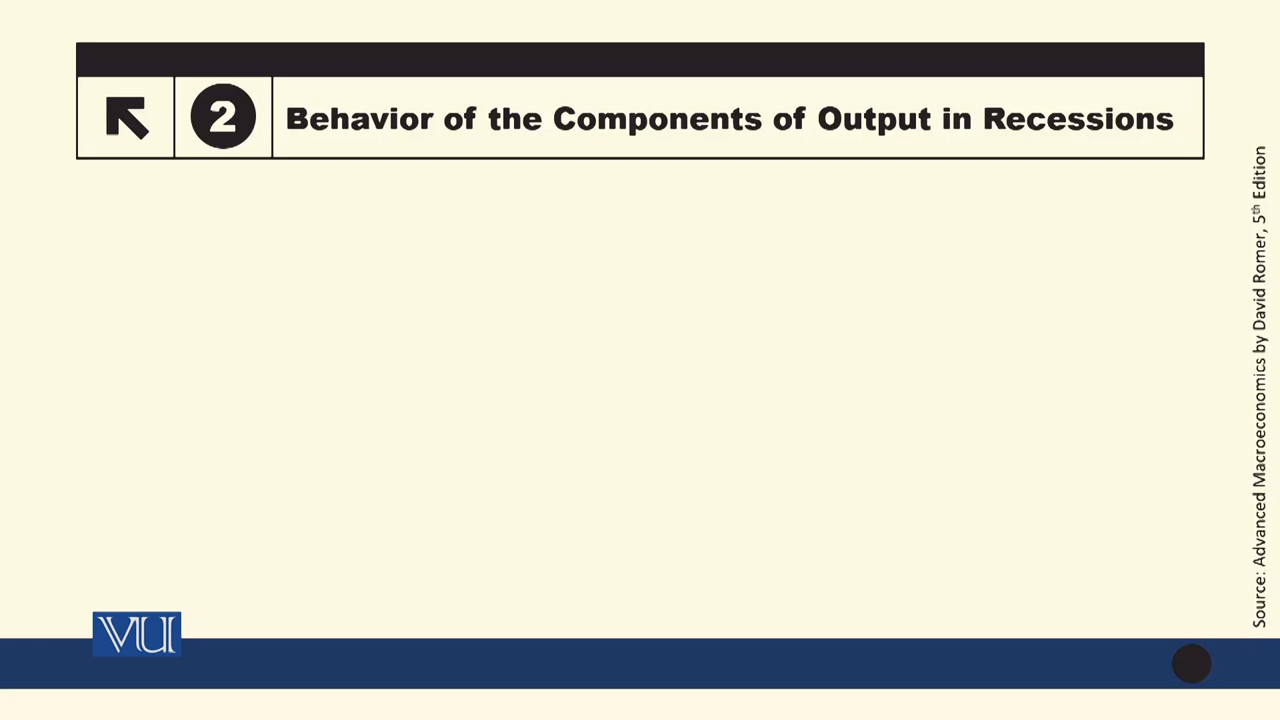 2 Behavior of the Components of Output in Recessions
Source: Advanced Macroeconomics by David Romer, 5th Edition
VU